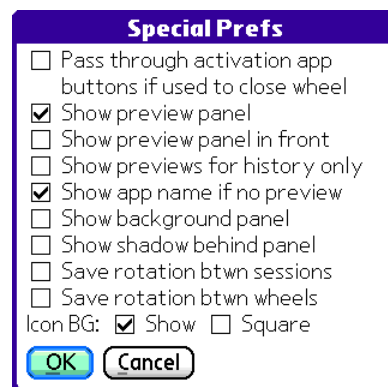 Special Prefs
Pass through activation app
buttons if used to close wheel
Show preview panel
Show preview panel in front
Show previews for history only
Show app name if no preview
Show background panel
Show shadow behind panel
Save rotation btwn sessions
Save rotation btwn wheels
Icon BG: Show Square
OK Cancel